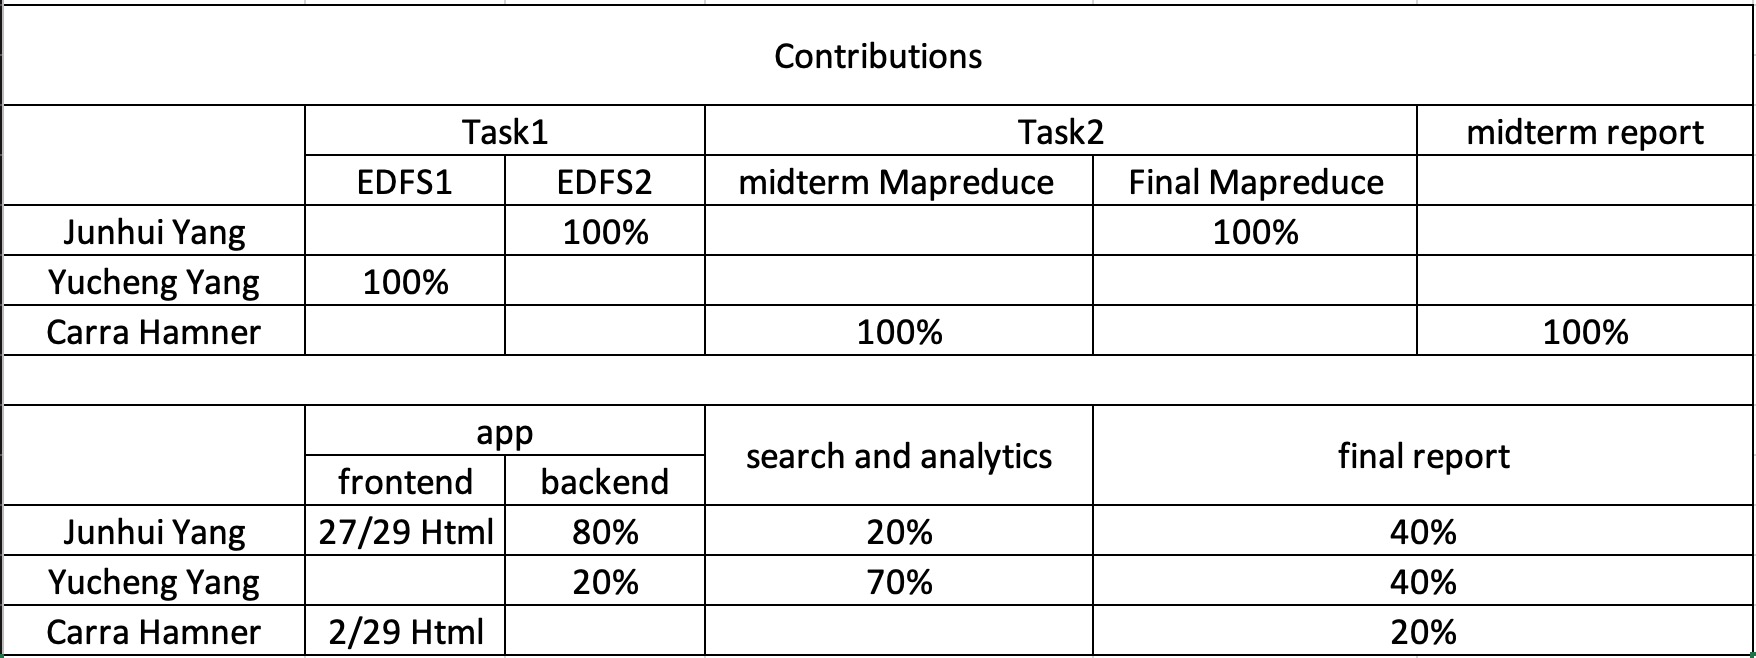 Contributions
Task1 Task2 midterm report
EDFS1 EDFS2 midterm Mapreduce Final Mapreduce
Junhui Yang 100% 100%
Yucheng Yang 100%
Carra Hamner 100% 100%
app search and analytics final report
frontend backend
Junhui Yang 27/29 Html 80% 20% 40%
Yucheng Yang 20% 70% 40%
Carra Hamner 2/29 Html 20%